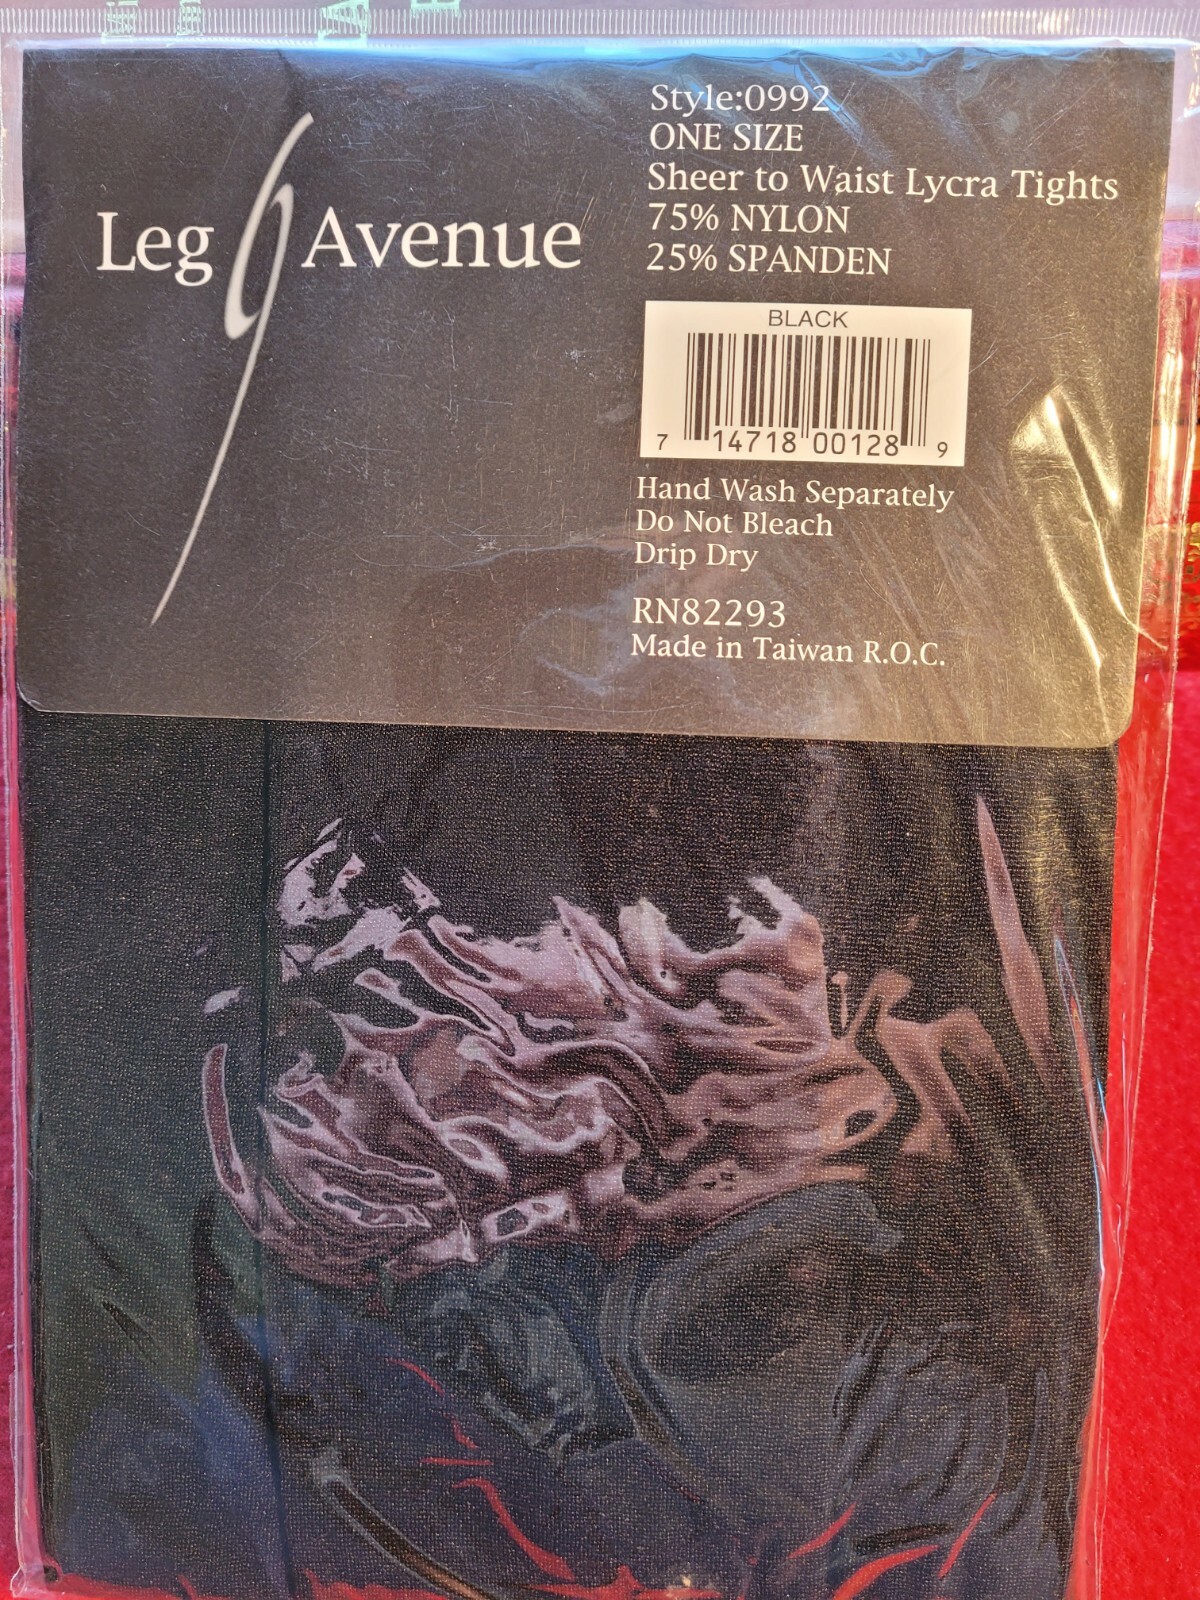 Leg Avenue
Style:0992
ONE SIZE
Sheer to Waist Lycra Tights
75% NYLON
25% SPANDEN
BLACK
7 14718 00128 9
Hand Wash Separately
Do Not Bleach
Drip Dry
RN82293
Made in Taiwan R.O.C.